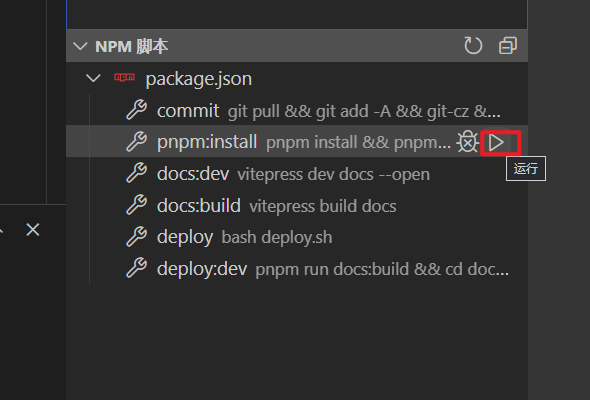 NPM 脚本
package.json
commit git pull && git add -A && git-cz &...
pnpm:install pnpm install && pnpm...
运行
docs:dev vitepress dev docs --open
docs:build vitepress build docs
deploy bash deploy.sh
deploy:dev pnpm run docs:build && cd doc...